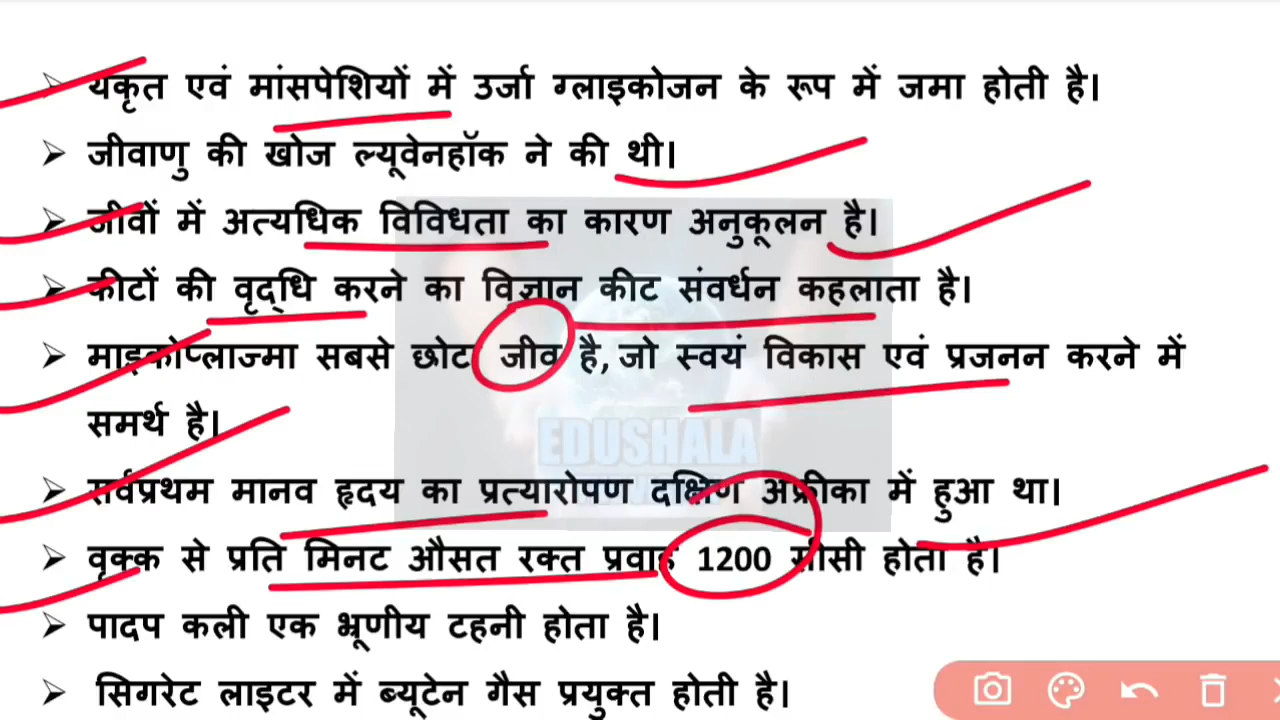 ➢ यकृत एवं मांसपेशियों में उर्जा ग्लाइकोजन के रूप में जमा होती है।
➢ जीवाणु की खोज ल्यूवेनहॉक ने की थी।
➢ जीवों में अत्यधिक विविधता का कारण अनुकूलन है।
➢ कीटों की वृद्धि करने का विज्ञान कीट संवर्धन कहलाता है।
➢ माइकोप्लाज्मा सबसे छोटा जीव है, जो स्वयं विकास एवं प्रजनन करने में
समर्थ है।
EDUSHALA
➢ सर्वप्रथम मानव हृदय का प्रत्यारोपण दक्षिण अफ्रीका में हुआ था।
➢ वृक्क से प्रति मिनट औसत रक्त प्रवाह 1200 सीसी होता है।
➢ पादप कली एक भ्रूणीय टहनी होता है।
➢ सिगरेट लाइटर में ब्यूटेन गैस प्रयुक्त होती है।